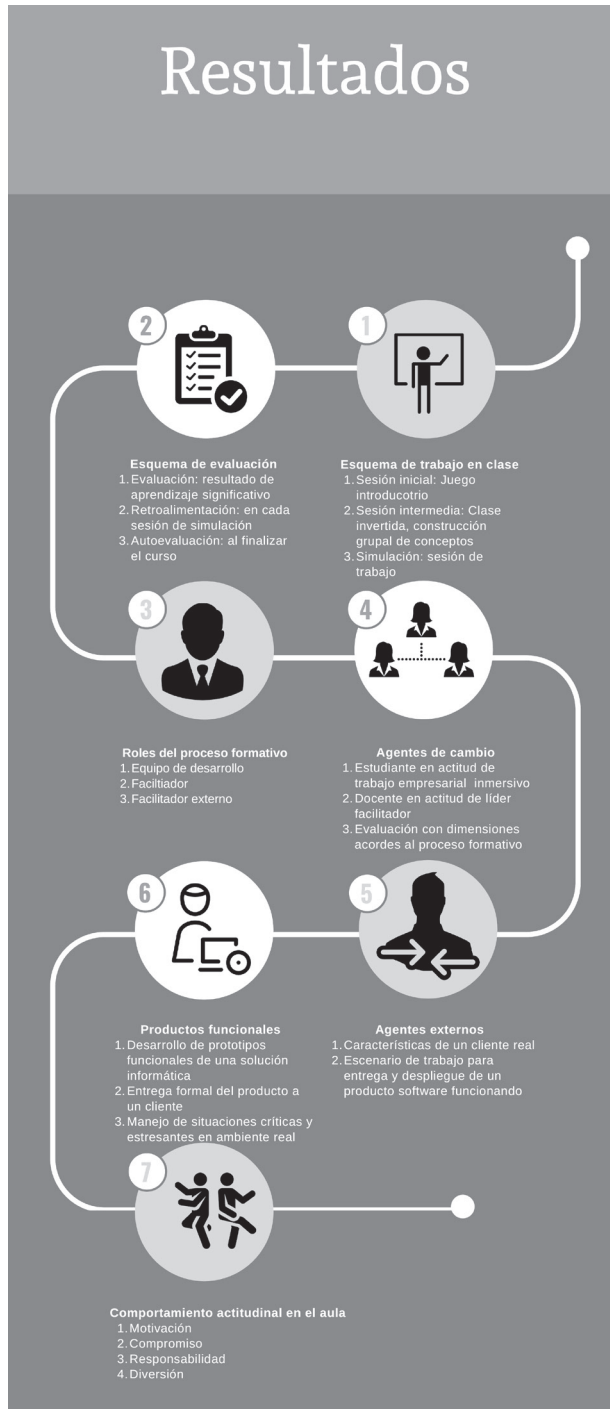 Resultados
1
Esquema de trabajo en clase
1. Sesión inicial: Juego
introducotrio
2. Sesión intermedia: Clase
invertida, construcción
grupal de conceptos
3. Simulación: sesión de
trabajo
2
Esquema de evaluación
1. Evaluación: resultado de
aprendizaje significativo
2. Retroalimentación: en cada
sesión de simulación
3. Autoevaluación: al finalizar
el curso
3
Roles del proceso formativo
1. Equipo de desarrollo
2. Faciltiador
3. Facilitador externo
4
Agentes de cambio
1. Estudiante en actitud de
trabajo empresarial inmersivo
2. Docente en actitud de líder
facilitador
3. Evaluación con dimensiones
acordes al proceso formativo
5
Agentes externos
1. Características de un cliente real
2. Escenario de trabajo para
entrega y despliegue de un
producto software funcionando
6
Productos funcionales
1. Desarrollo de prototipos
funcionales de una solución
informática
2. Entrega formal del producto a
un cliente
3. Manejo de situaciones críticas y
estresantes en ambiente real
7
Comportamiento actitudinal en el aula
1. Motivación
2. Compromiso
3. Responsabilidad
4. Diversión